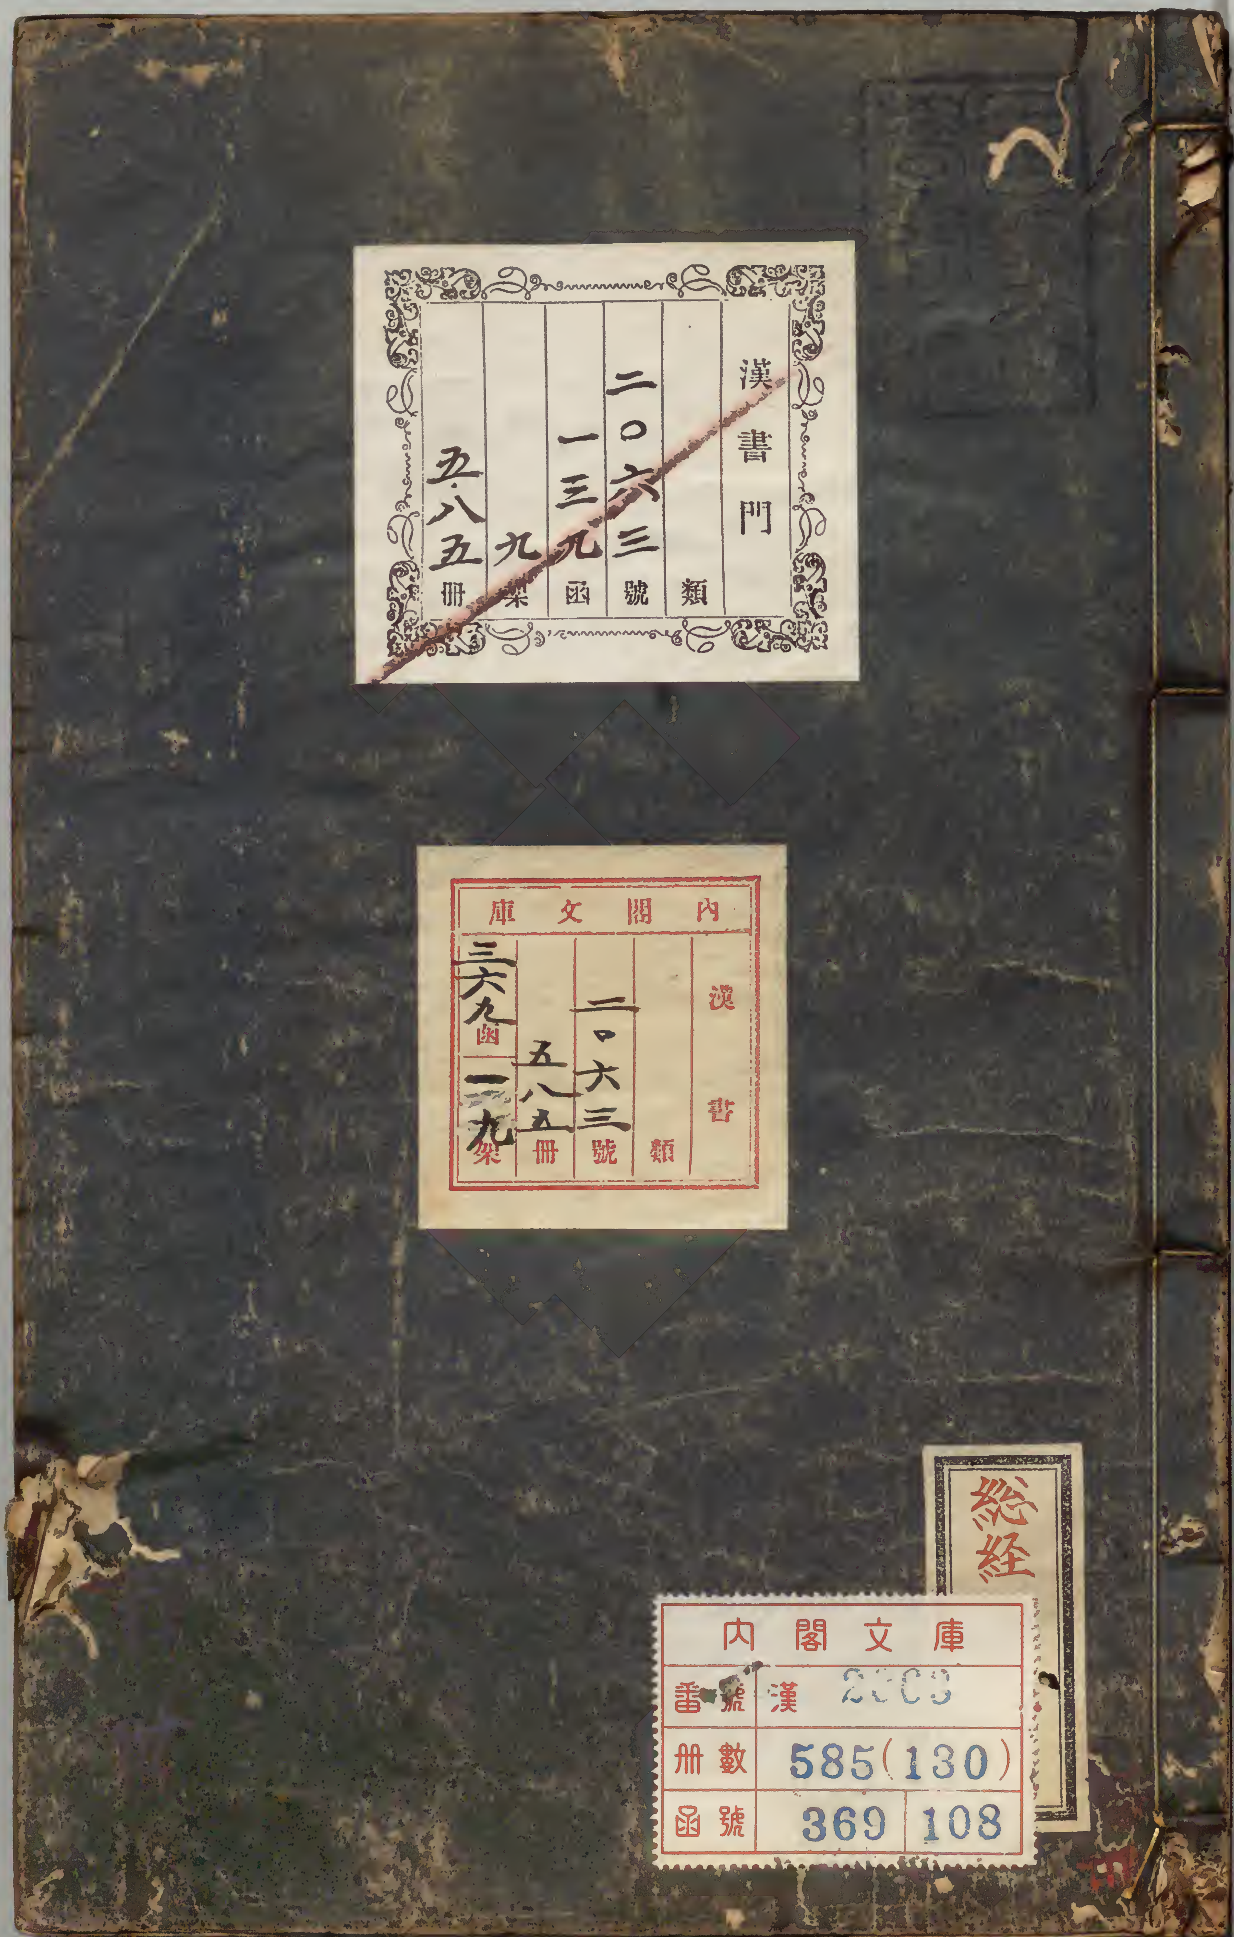 漢書門
類
二〇六三號
一三九函
九架
五八五冊
內閣文庫
漢書
類
二〇六三號
五八五冊
三六九函
九架
総経
内閣文庫
番號 漢
冊數 585(130)
函號 369 108